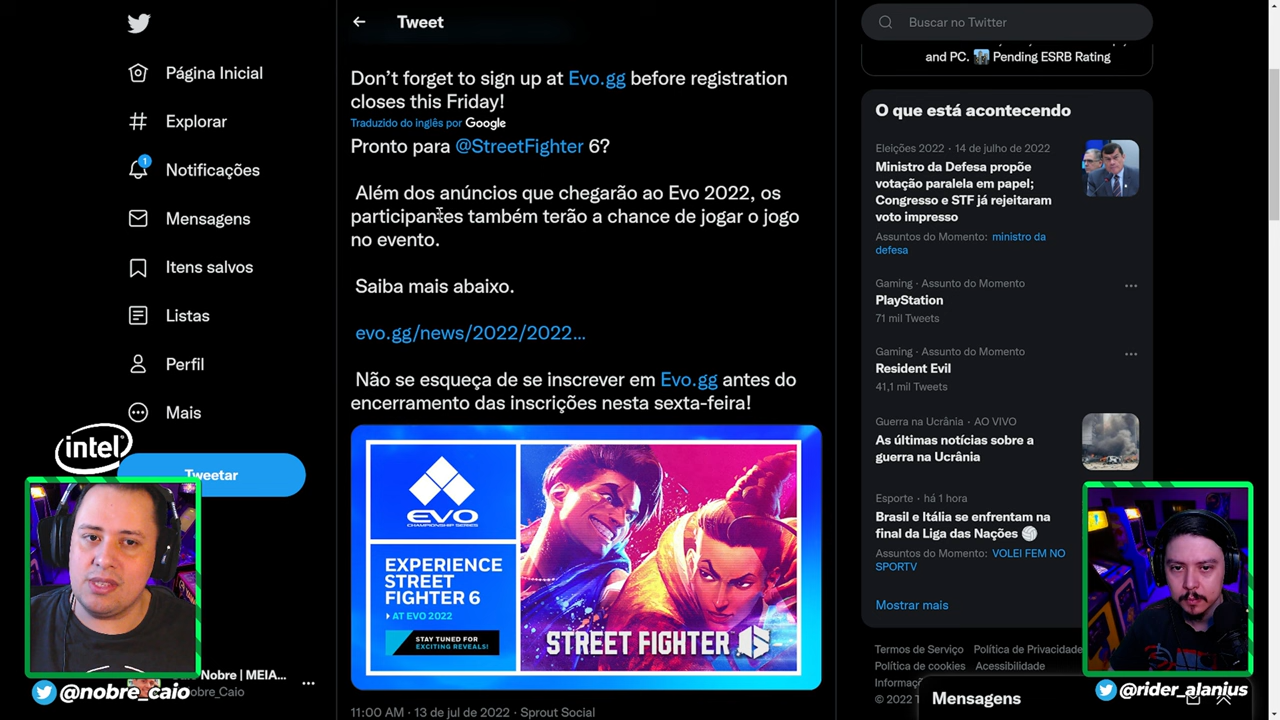 Página Inicial
Explorar
1
Notificações
Mensagens
Itens salvos
Listas
Perfil
Mais
intel
Tweetar
Nobre | MEIA...
obre_Caio
@nobre_caio
Tweet
Don’t forget to sign up at Evo.gg before registration
closes this Friday!
Traduzido do inglês por Google
Pronto para @StreetFighter 6?
Além dos anúncios que chegarão ao Evo 2022, os
participantes também terão a chance de jogar o jogo
no evento.
Saiba mais abaixo.
evo.gg/news/2022/2022…
Não se esqueça de se inscrever em Evo.gg antes do
encerramento das inscrições nesta sexta-feira!
EVO
CHAMPIONSHIP SERIES
EXPERIENCE
STREET
FIGHTER 6
AT EVO 2022
STAY TUNED FOR
EXCITING REVEALS!
STREET FIGHTER 6
11:00 AM · 13 de jul de 2022 · Sprout Social
Buscar no Twitter
and PC. Pending ESRB Rating
O que está acontecendo
Eleições 2022 · 14 de julho de 2022
Ministro da Defesa propõe
votação paralela em papel;
Congresso e STF já rejeitaram
voto impresso
Assuntos do Momento: ministro da
defesa
Gaming · Assunto do Momento
PlayStation
71 mil Tweets
Gaming · Assunto do Momento
Resident Evil
41,1 mil Tweets
Guerra na Ucrânia · AO VIVO
As últimas notícias sobre a
guerra na Ucrânia
Esporte · há 1 hora
Brasil e Itália se enfrentam na
final da Liga das Nações
Assuntos do Momento: VOLEI FEM NO
SPORTV
Mostrar mais
Termos de Serviço Política de Privacidade
Política de cookies Acessibilidade
© 2022
Mensagens
@rider_alanius